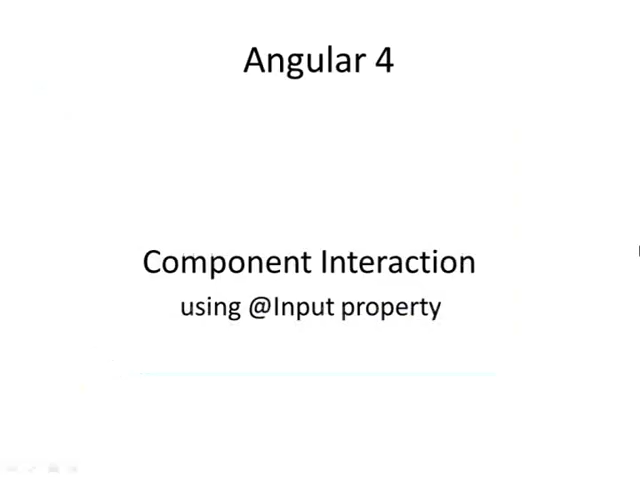 Angular 4
Component Interaction
using @Input property